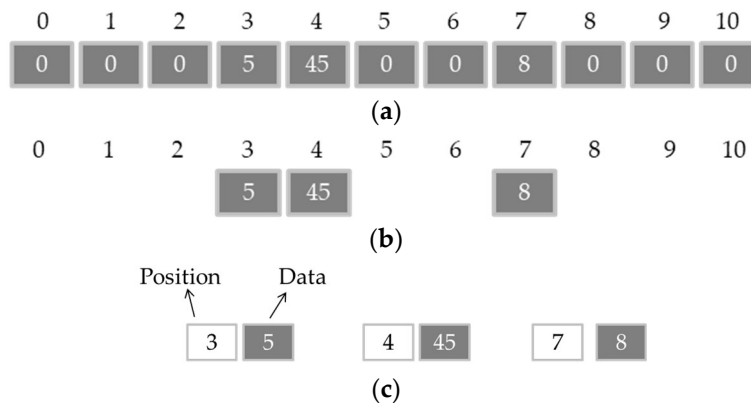 0 1 2 3 4 5 6 7 8 9 10
0 0 0 5 45 0 0 8 0 0 0
(a)
0 1 2 3 4 5 6 7 8 9 10
5 45 8
(b)
Position Data
3 5 4 45 7 8
(c)